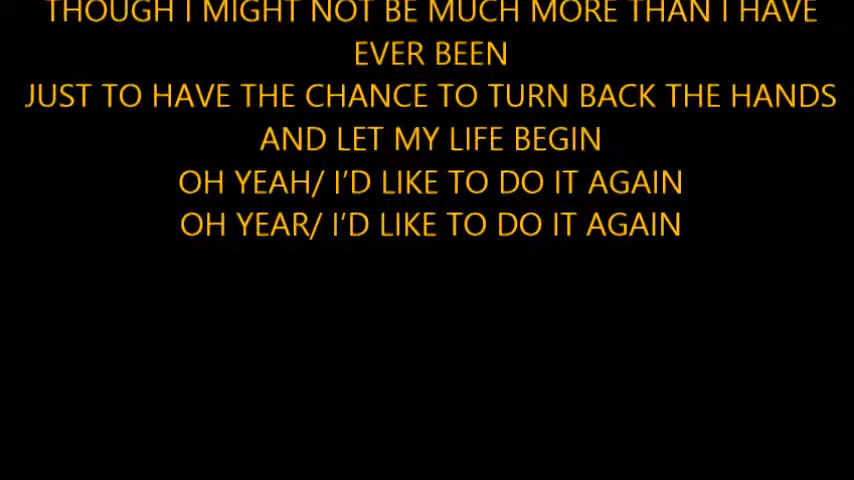 THOUGH I MIGHT NOT BE MUCH MORE THAN I HAVE
EVER BEEN
JUST TO HAVE THE CHANCE TO TURN BACK THE HANDS
AND LET MY LIFE BEGIN
OH YEAH/ I’D LIKE TO DO IT AGAIN
OH YEAR/ I’D LIKE TO DO IT AGAIN